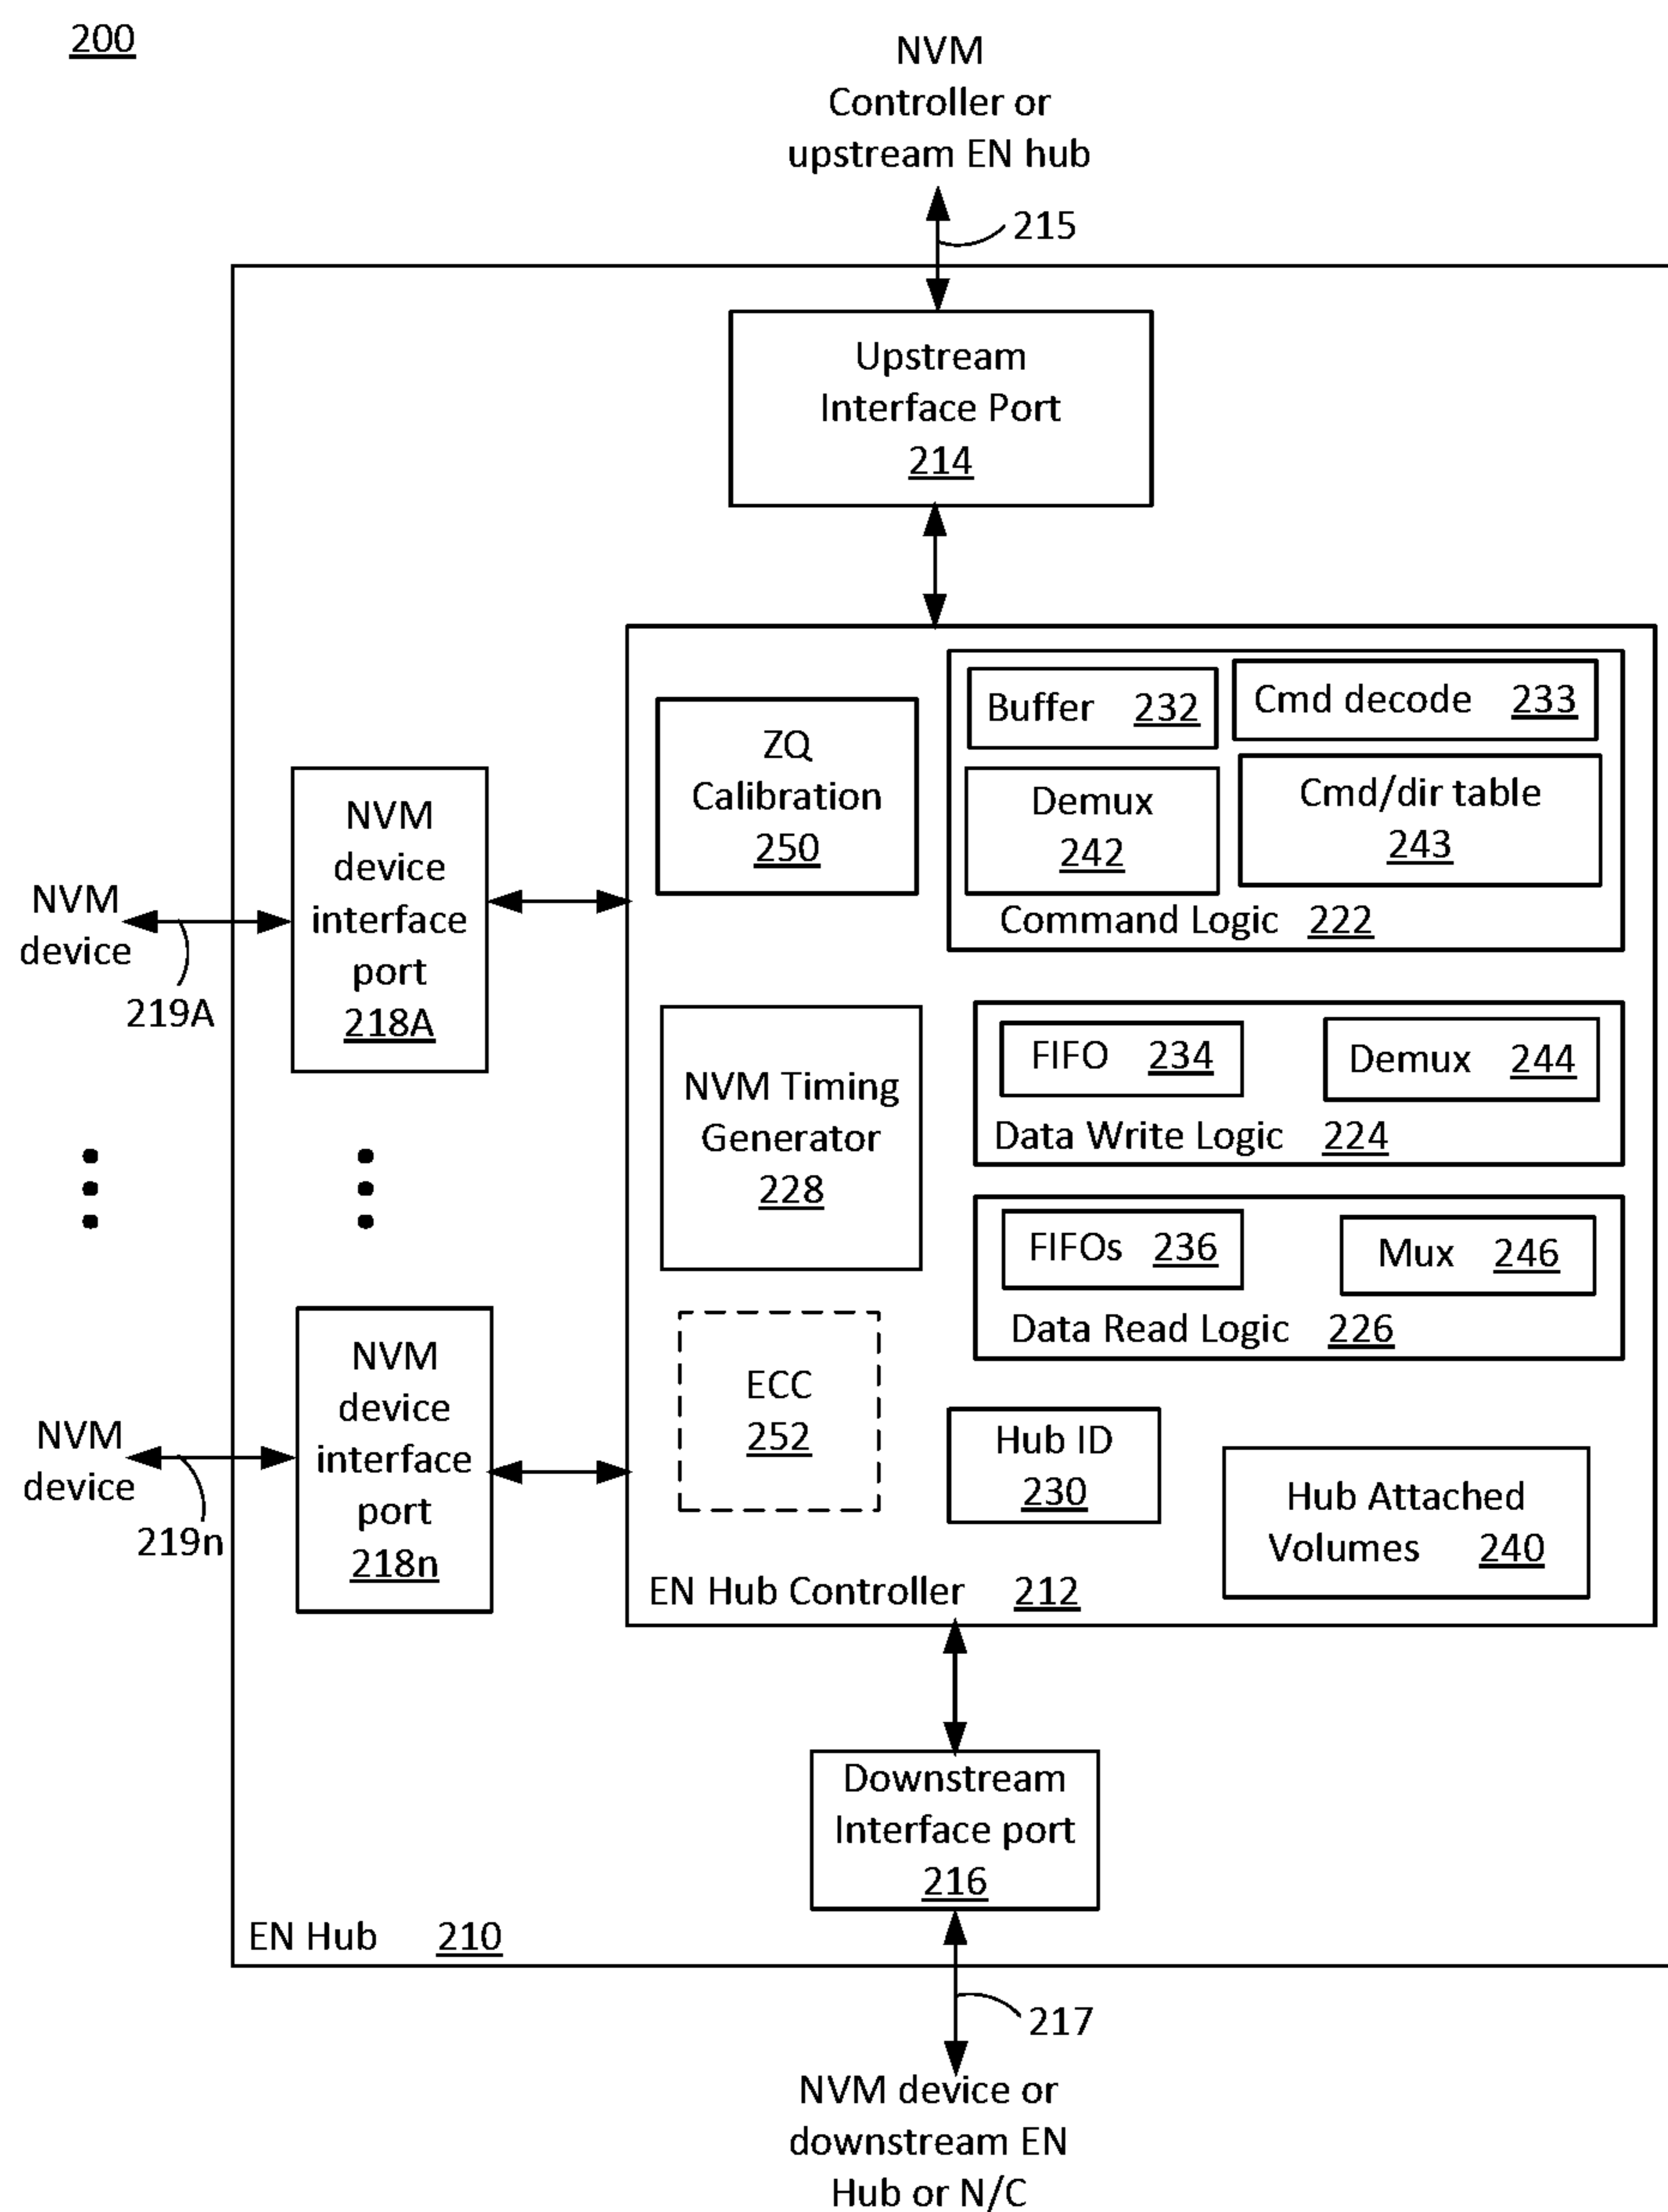 200
NVM
Controller or
upstream EN hub
215
Upstream
Interface Port
214
ZQ
Calibration
250
Buffer 232
Cmd decode 233
Demux
242
Cmd/dir table
243
Command Logic 222
NVM
device
219A
NVM
device
interface
port
218A
NVM Timing
Generator
228
FIFO 234
Demux 244
Data Write Logic 224
FIFOs 236
Mux 246
Data Read Logic 226
NVM
device
219n
NVM
device
interface
port
218n
ECC
252
Hub ID
230
Hub Attached
Volumes 240
EN Hub Controller 212
Downstream
Interface port
216
EN Hub 210
217
NVM device or
downstream EN
Hub or N/C